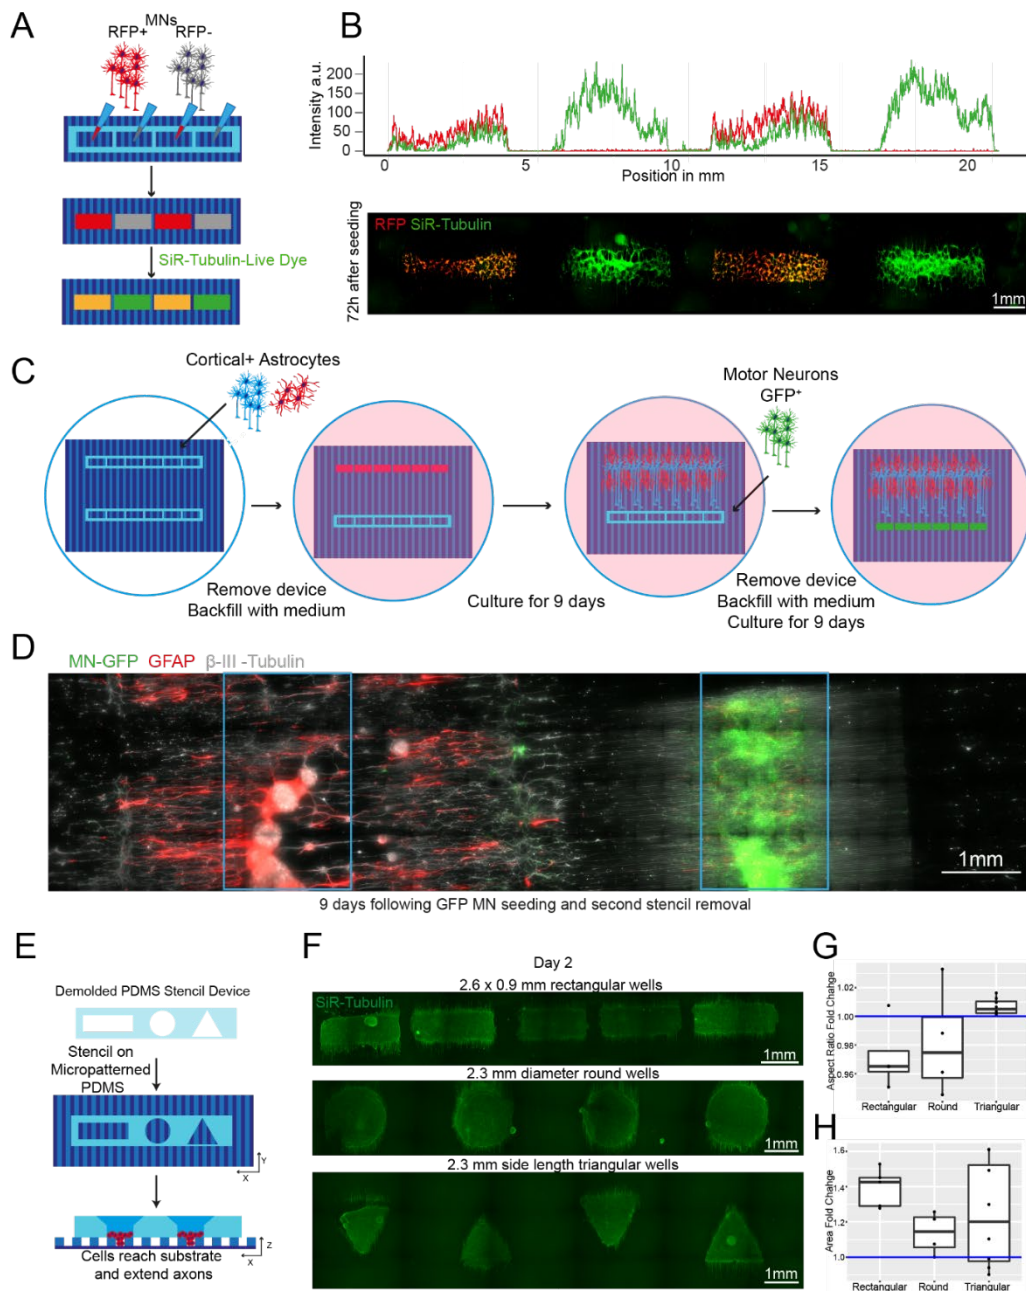 A
MNs
RFP+ RFP-
SiR-Tubulin-Live Dye
B
Intensity a.u.
200
150
100
50
0
0 5 10 15 20
Position in mm
72h after seeding
RFP SiR-Tubulin
1mm
C
Cortical+ Astrocytes
Motor Neurons
GFP+
Remove device
Backfill with medium
Culture for 9 days
Remove device
Backfill with medium
Culture for 9 days
D
MN-GFP GFAP β-III -Tubulin
1mm
9 days following GFP MN seeding and second stencil removal
E
Demolded PDMS Stencil Device
Stencil on
Micropatterned
PDMS
Y
X
Z
X
Cells reach substrate
and extend axons
F
Day 2
2.6 x 0.9 mm rectangular wells
SiR-Tubulin
1mm
2.3 mm diameter round wells
1mm
2.3 mm side length triangular wells
1mm
G
Aspect Ratio Fold Change
1.02
1.00
0.98
0.96
Rectangular Round Triangular
H
Area Fold Chahge
1.6
1.4
1.2
1.0
Rectangular Round Triangular